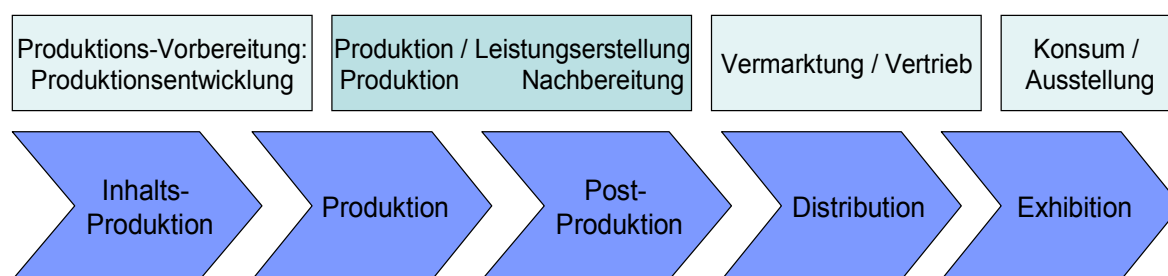 Produktions-Vorbereitung:
Produktionsentwicklung
Produktion / Leistungserstellung
Produktion Nachbereitung
Vermarktung / Vertrieb
Konsum /
Ausstellung
Inhalts-
Produktion
Produktion
Post-
Produktion
Distribution
Exhibition